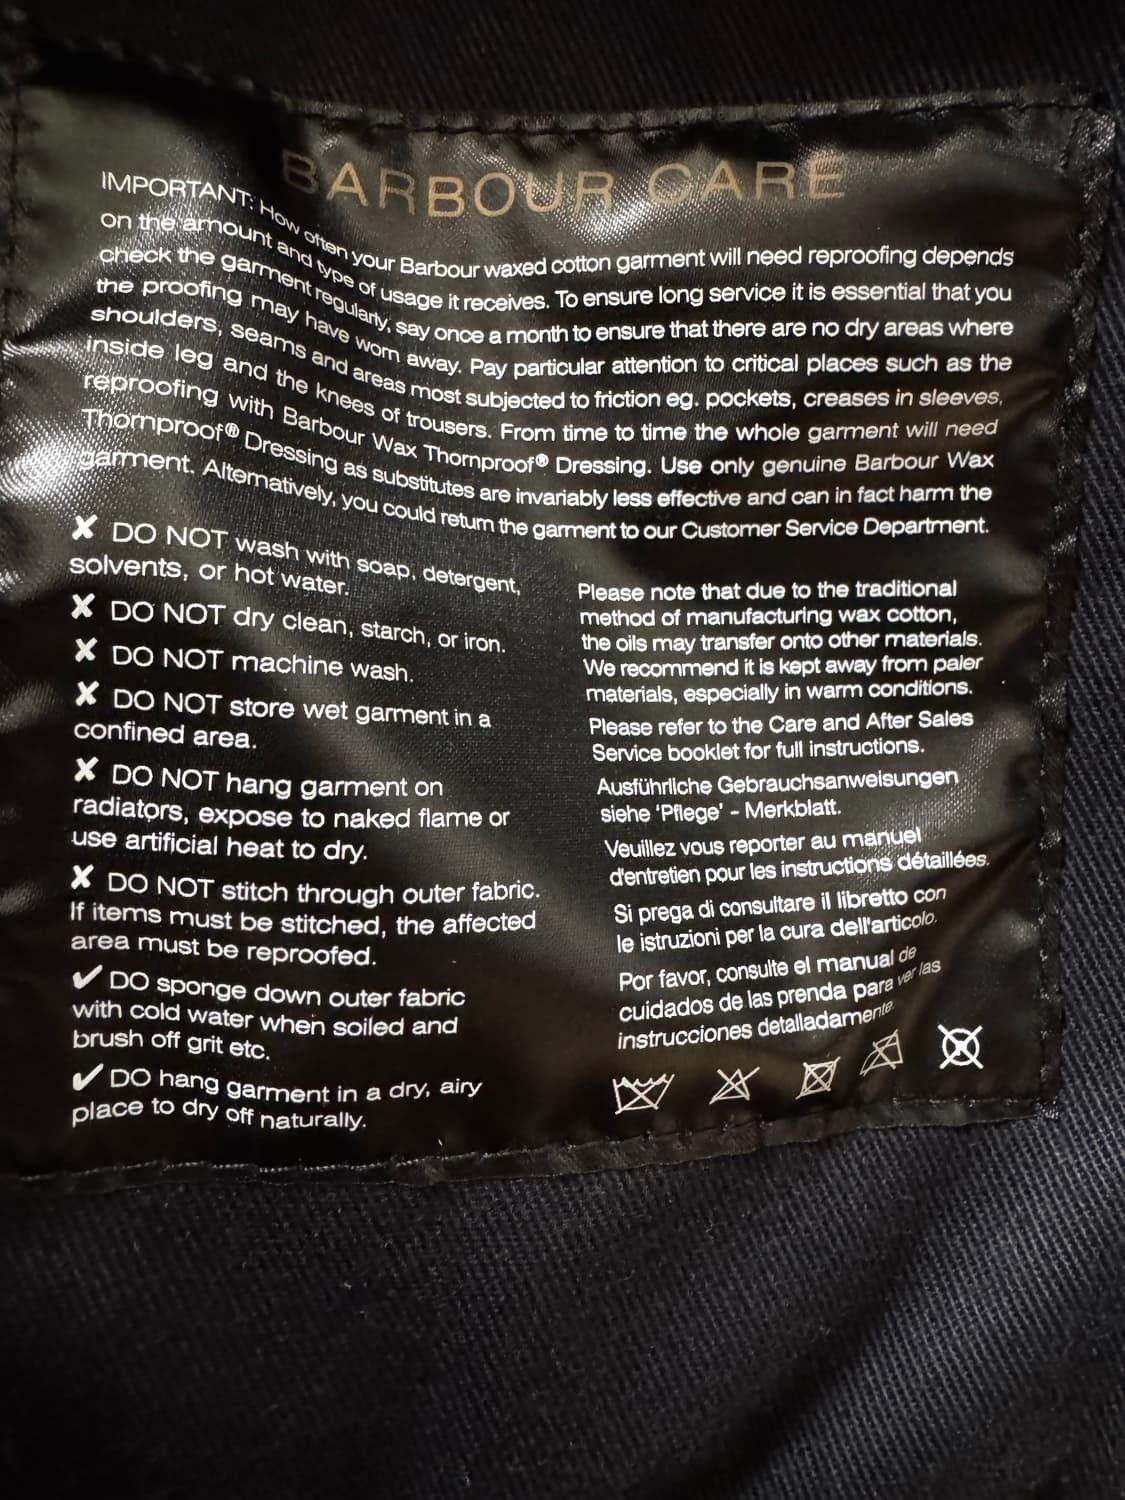 BARBOUR CARE
IMPORTANT: How often your Barbour waxed cotton garment will need reproofing depends
on the amount and type of usage it receives. To ensure long service it is essential that you
check the garment regularly, say once a month to ensure that there are no dry areas where
the proofing may have worn away. Pay particular attention to critical places such as the
shoulders, seams and areas most subjected to friction eg. pockets, creases in sleeves,
inside leg and the knees of trousers. From time to time the whole garment will need
reproofing with Barbour Wax Thornproof® Dressing. Use only genuine Barbour Wax
Thornproof® Dressing as substitutes are invariably less effective and can in fact harm the
garment. Alternatively, you could return the garment to our Customer Service Department.
✘ DO NOT wash with soap, detergent,
solvents, or hot water.
✘ DO NOT dry clean, starch, or iron.
✘ DO NOT machine wash.
✘ DO NOT store wet garment in a
confined area.
✘ DO NOT hang garment on
radiators, expose to naked flame or
use artificial heat to dry.
✘ DO NOT stitch through outer fabric.
If items must be stitched, the affected
area must be reproofed.
✔ DO sponge down outer fabric
with cold water when soiled and
brush off grit etc.
✔ DO hang garment in a dry, airy
place to dry off naturally.
Please note that due to the traditional
method of manufacturing wax cotton,
the oils may transfer onto other materials.
We recommend it is kept away from paler
materials, especially in warm conditions.
Please refer to the Care and After Sales
Service booklet for full instructions.
Ausführliche Gebrauchsanweisungen
siehe 'Pflege' - Merkblatt.
Veuillez vous reporter au manuel
d'entretien pour les instructions détaillées.
Si prega di consultare il libretto con
le istruzioni per la cura dell'articolo.
Por favor, consulte el manual de
cuidados de las prenda para ver las
instrucciones detalladamente.